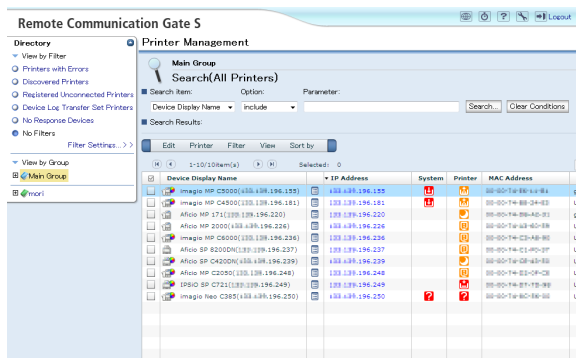 Remote Communication Gate S
Logout
Directory
Printer Management
View by Filter
Printers with Errors
Discovered Printers
Registered Unconnected Printers
Device Log Transfer Set Printers
No Response Devices
No Filters
Filter Settings...>>
View by Group
Main Group
mori
Main Group
Search(All Printers)
Search item: Option: Parameter:
Device Display Name include Search... Clear Conditions
Search Results:
Edit Printer Filter View Sort by
1-10/10item(s) Selected: 0
Device Display Name IP Address System Printer MAC Address
imagio MP C5000( .196.155) .196.155
imagio MP C4500( .196.181) .196.181
Aficio MP 171( .196.220) .196.220
Aficio MP 2000( .196.226) .196.226
imagio MP C6000( .196.236) .196.236
Aficio SP 8200DN( .196.237) .196.237
Aficio SP C420DN( .196.239) .196.239
Aficio MP C2050( .196.248) .196.248
IPSiO SP C721( .196.249) .196.249
imagio Neo C385( .196.250) .196.250